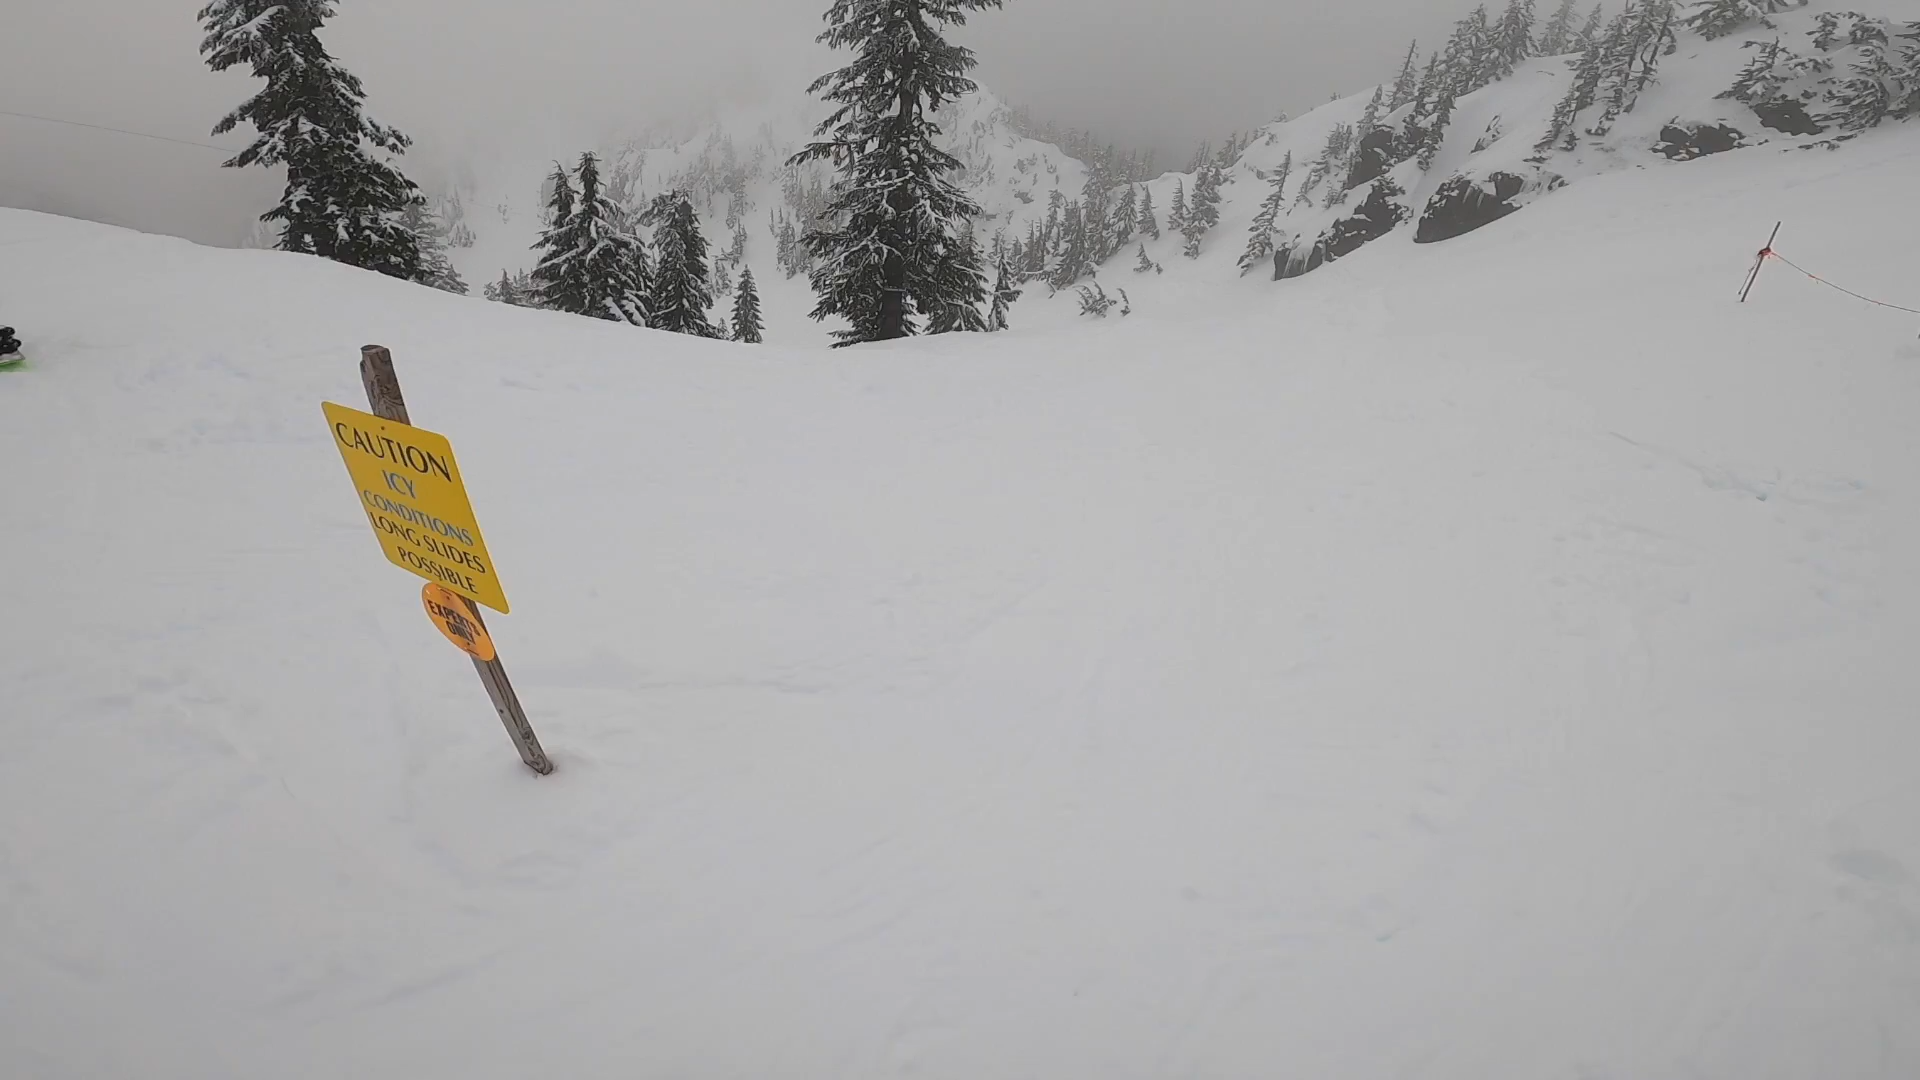 CAUTION
ICY
CONDITIONS
LONG SLIDES
POSSIBLE
EXPERTS
ONLY